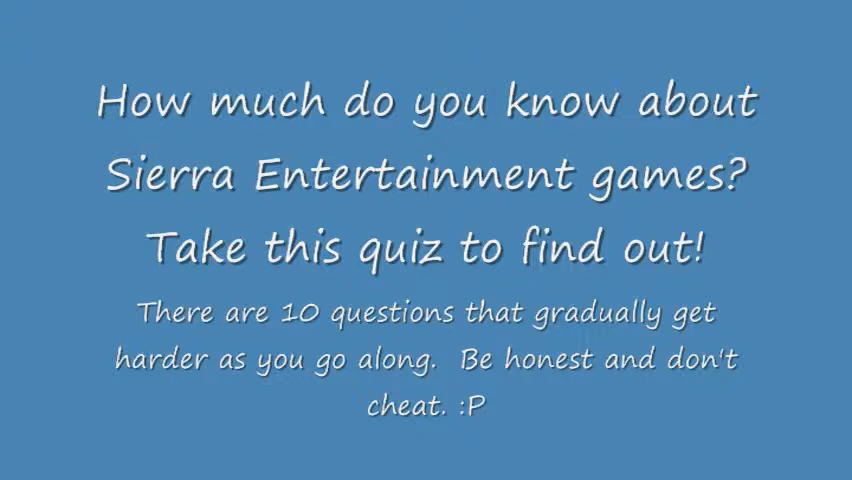 How much do you know about
Sierra Entertainment games?
Take this quiz to find out!
There are 10 questions that gradually get
harder as you go along.  Be honest and don't
cheat. :P